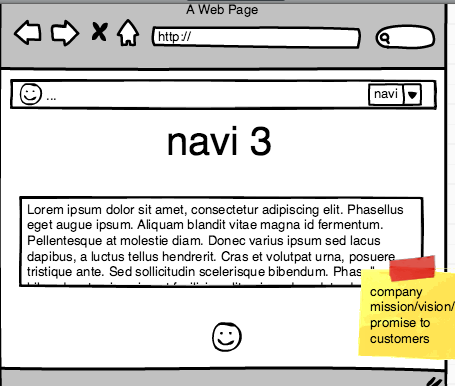 A Web Page
http://
... navi
navi 3
Lorem ipsum dolor sit amet, consectetur adipiscing elit. Phasellus
eget augue ipsum. Aliquam blandit vitae magna id fermentum.
Pellentesque at molestie diam. Donec varius ipsum sed lacus
dapibus, a luctus tellus hendrerit. Cras et volutpat urna, posuere
tristique ante. Sed sollicitudin scelerisque bibendum.
company
mission/vision/
promise to
customers